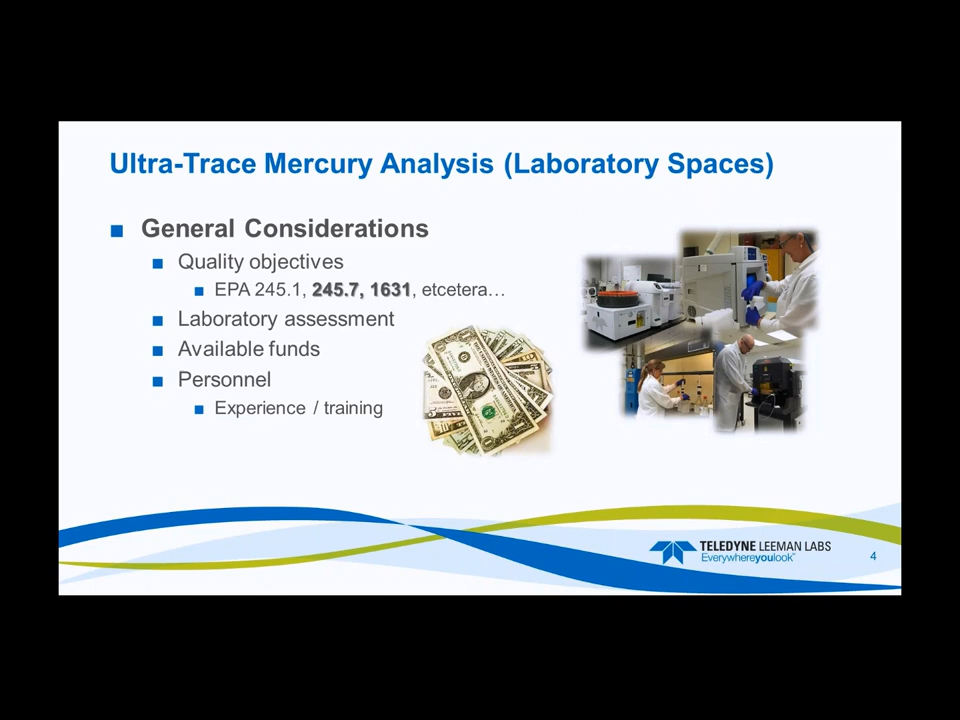 Ultra-Trace Mercury Analysis (Laboratory Spaces)
■ General Considerations
■ Quality objectives
■ EPA 245.1, 245.7, 1631, etcetera…
■ Laboratory assessment
■ Available funds
■ Personnel
■ Experience / training
TELEDYNE LEEMAN LABS
Everywhereyoulook™
4